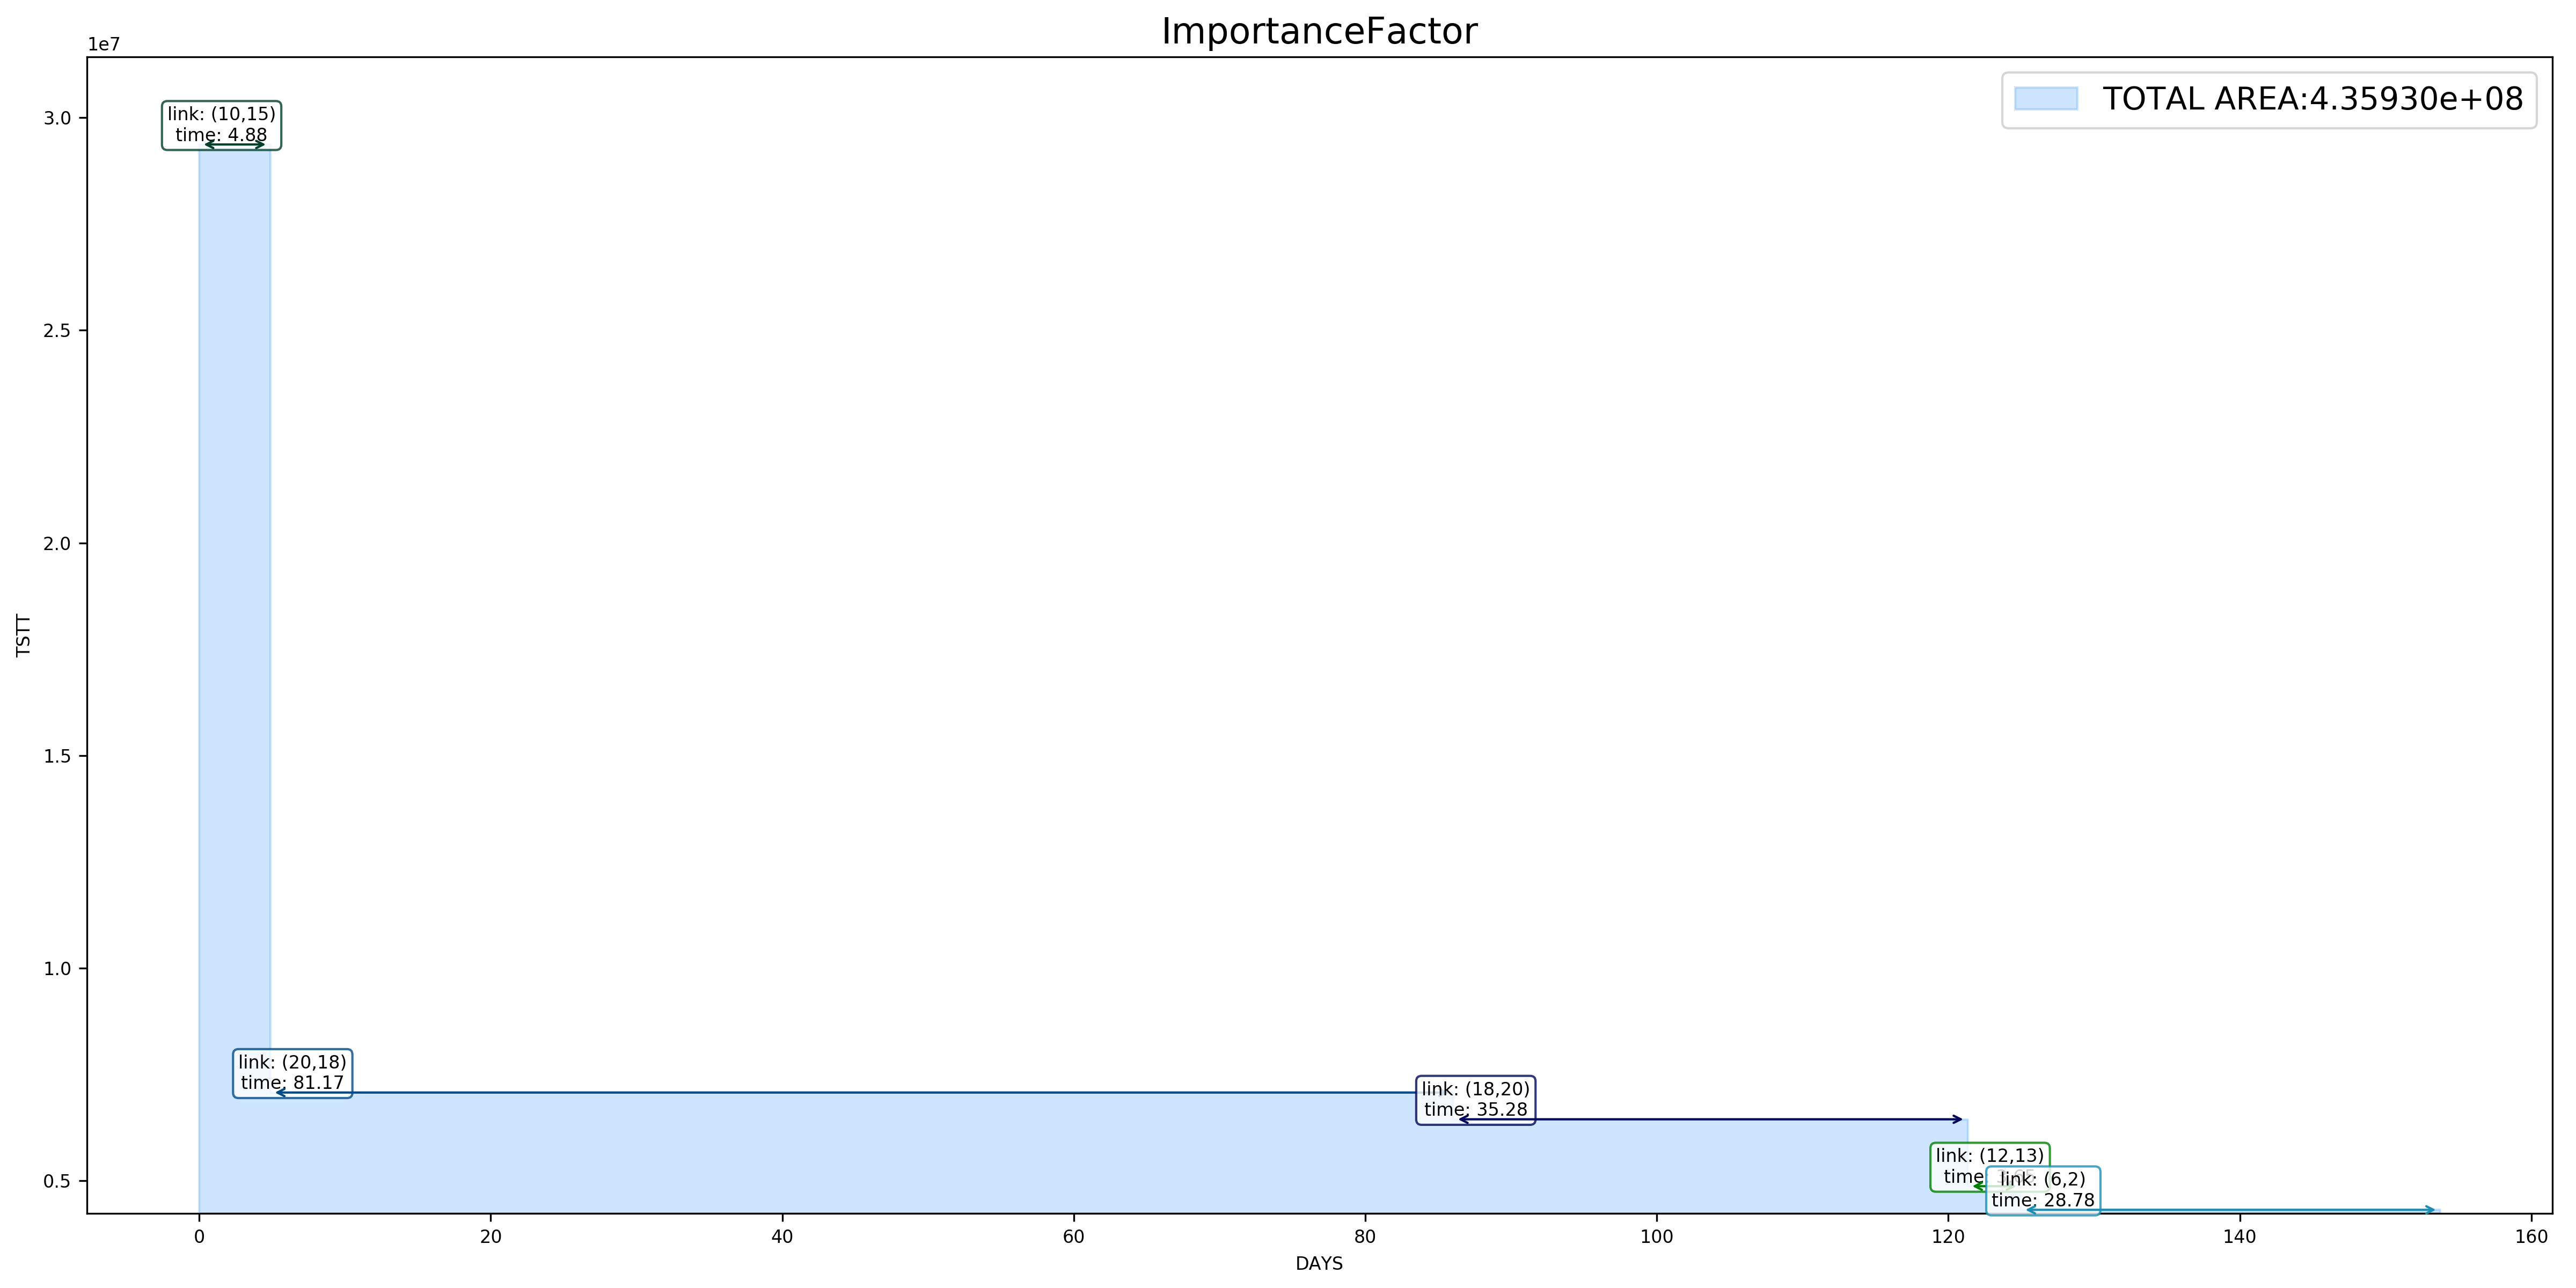 ImportanceFactor
1e7
TOTAL AREA:4.35930e+08
3.0
2.5
2.0
1.5
1.0
0.5
TSTT
link: (10,15)
time: 4.88
link: (20,18)
time: 81.17
link: (18,20)
time: 35.28
link: (12,13)
time
link: (6,2)
time: 28.78
0 20 40 60 80 100 120 140 160
DAYS